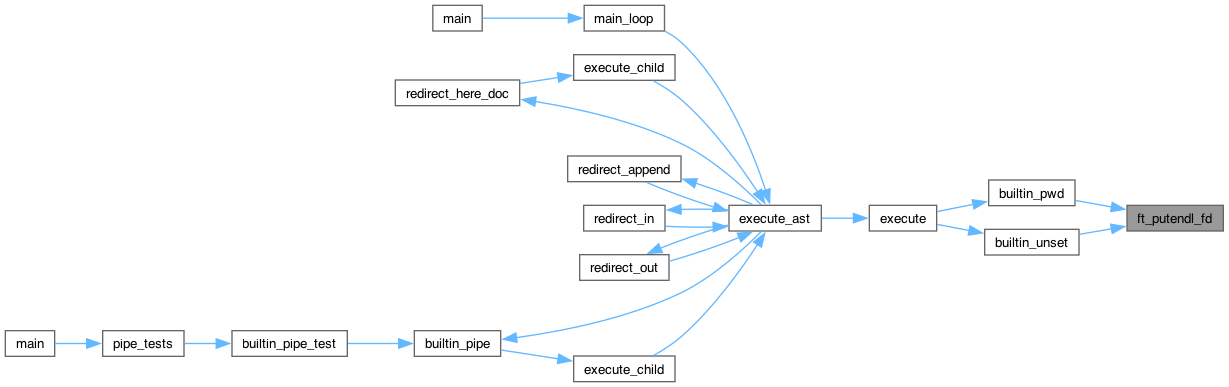 main
main_loop
execute_child
redirect_here_doc
redirect_append
builtin_pwd
redirect_in
execute_ast
execute
ft_putendl_fd
builtin_unset
redirect_out
main
pipe_tests
builtin_pipe_test
builtin_pipe
execute_child